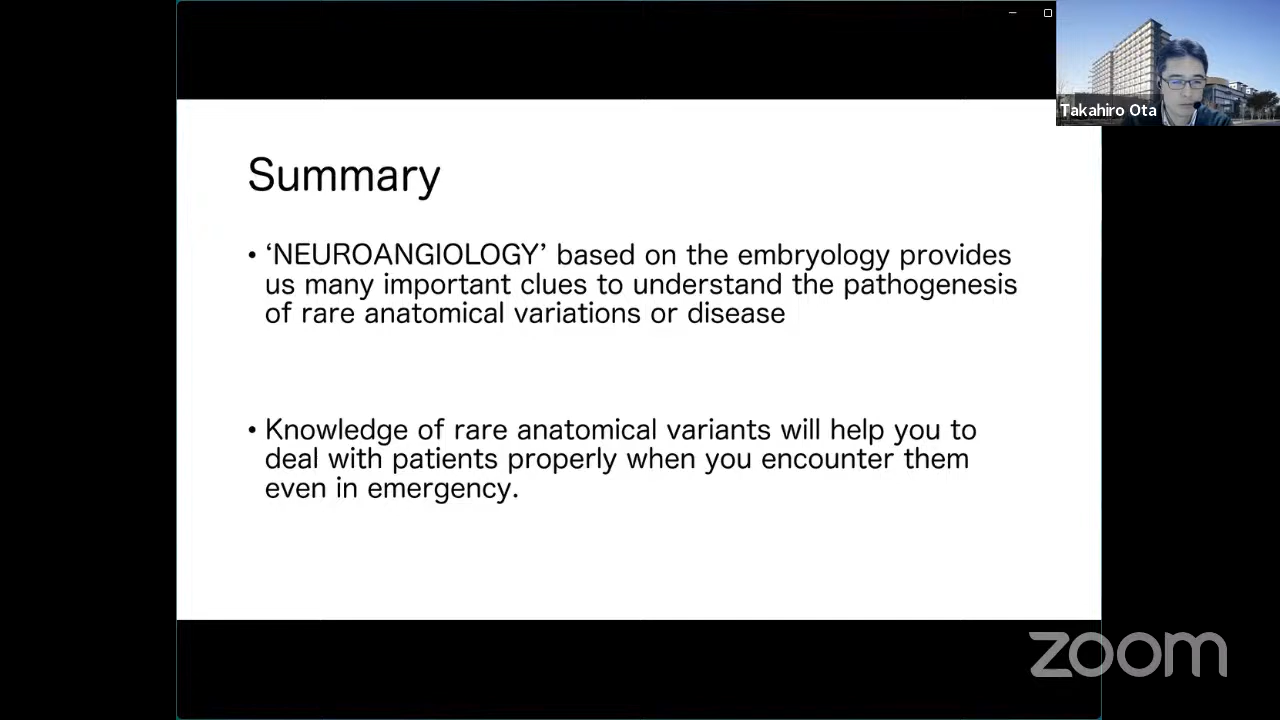 Takahiro Ota
Summary
• ‘NEUROANGIOLOGY’ based on the embryology provides
us many important clues to understand the pathogenesis
of rare anatomical variations or disease
• Knowledge of rare anatomical variants will help you to
deal with patients properly when you encounter them
even in emergency.
zoom